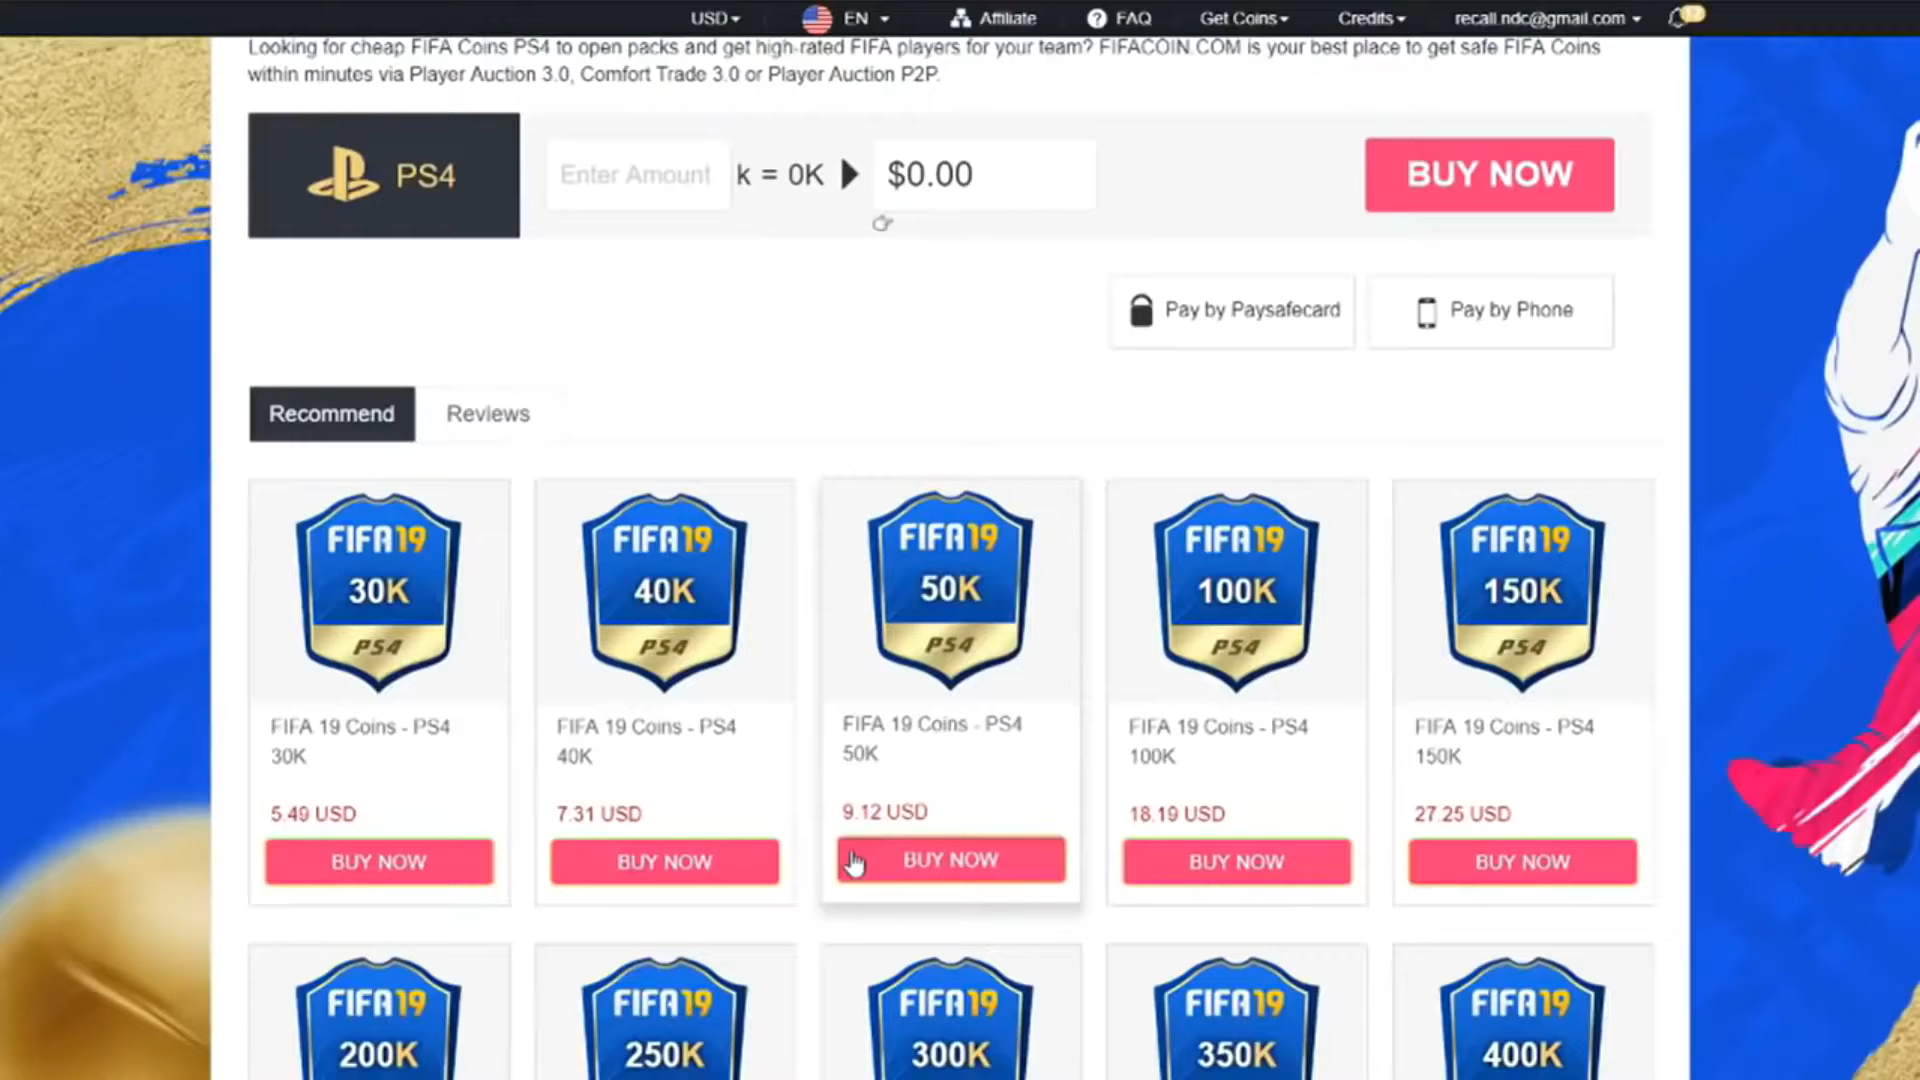 USD EN Affiliate ? FAQ Get Coins Credits recall.ndc@gmail.com
Looking for cheap FIFA Coins PS4 to open packs and get high-rated FIFA players for your team? FIFACOIN.COM is your best place to get safe FIFA Coins
within minutes via Player Auction 3.0, Comfort Trade 3.0 or Player Auction P2P.
PS4 Enter Amount k = 0K $0.00 BUY NOW
Pay by Paysafecard Pay by Phone
Recommend Reviews
FIFA19 FIFA19 FIFA19 FIFA19 FIFA19
30K 40K 50K 100K 150K
PS4 PS4 PS4 PS4 PS4
FIFA 19 Coins - PS4 FIFA 19 Coins - PS4 FIFA 19 Coins - PS4 FIFA 19 Coins - PS4 FIFA 19 Coins - PS4
30K 40K 50K 100K 150K
5.49 USD 7.31 USD 9.12 USD 18.19 USD 27.25 USD
BUY NOW BUY NOW BUY NOW BUY NOW BUY NOW
FIFA19 FIFA19 FIFA19 FIFA19 FIFA19
200K 250K 300K 350K 400K